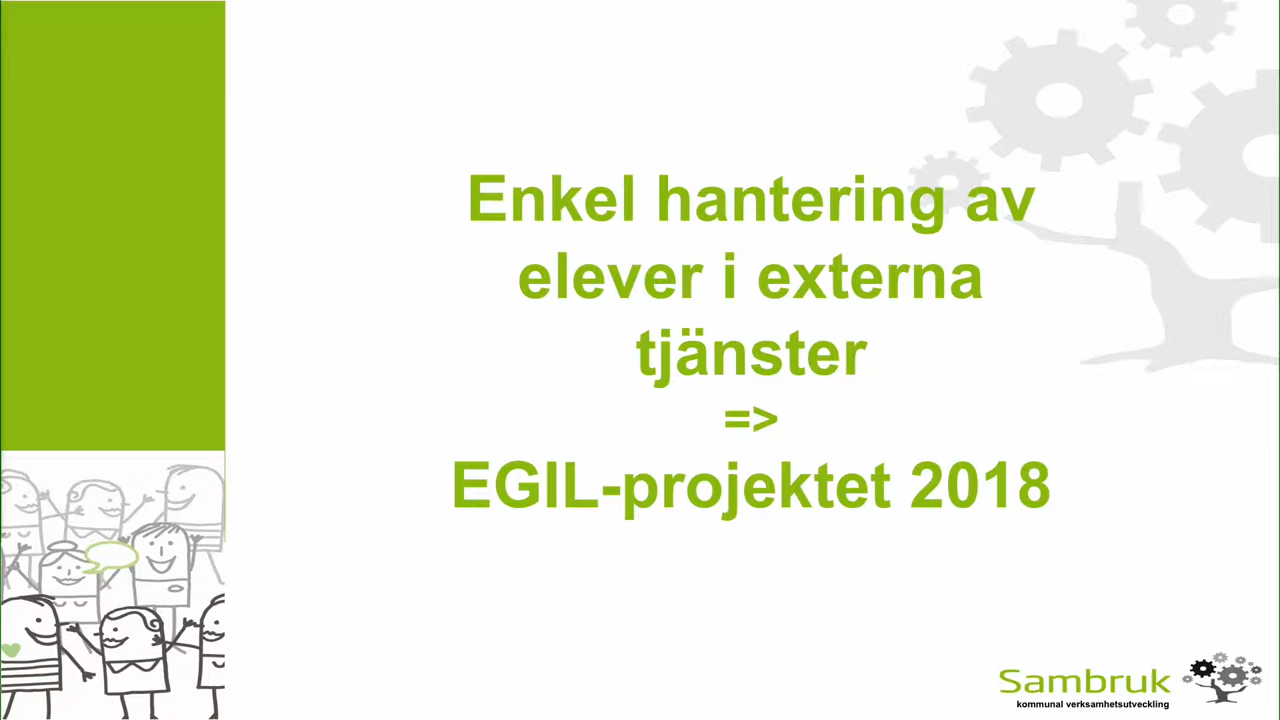 Enkel hantering av
elever i externa
tjänster
=>
EGIL-projektet 2018
Sambruk
kommunal verksamhetsutveckling